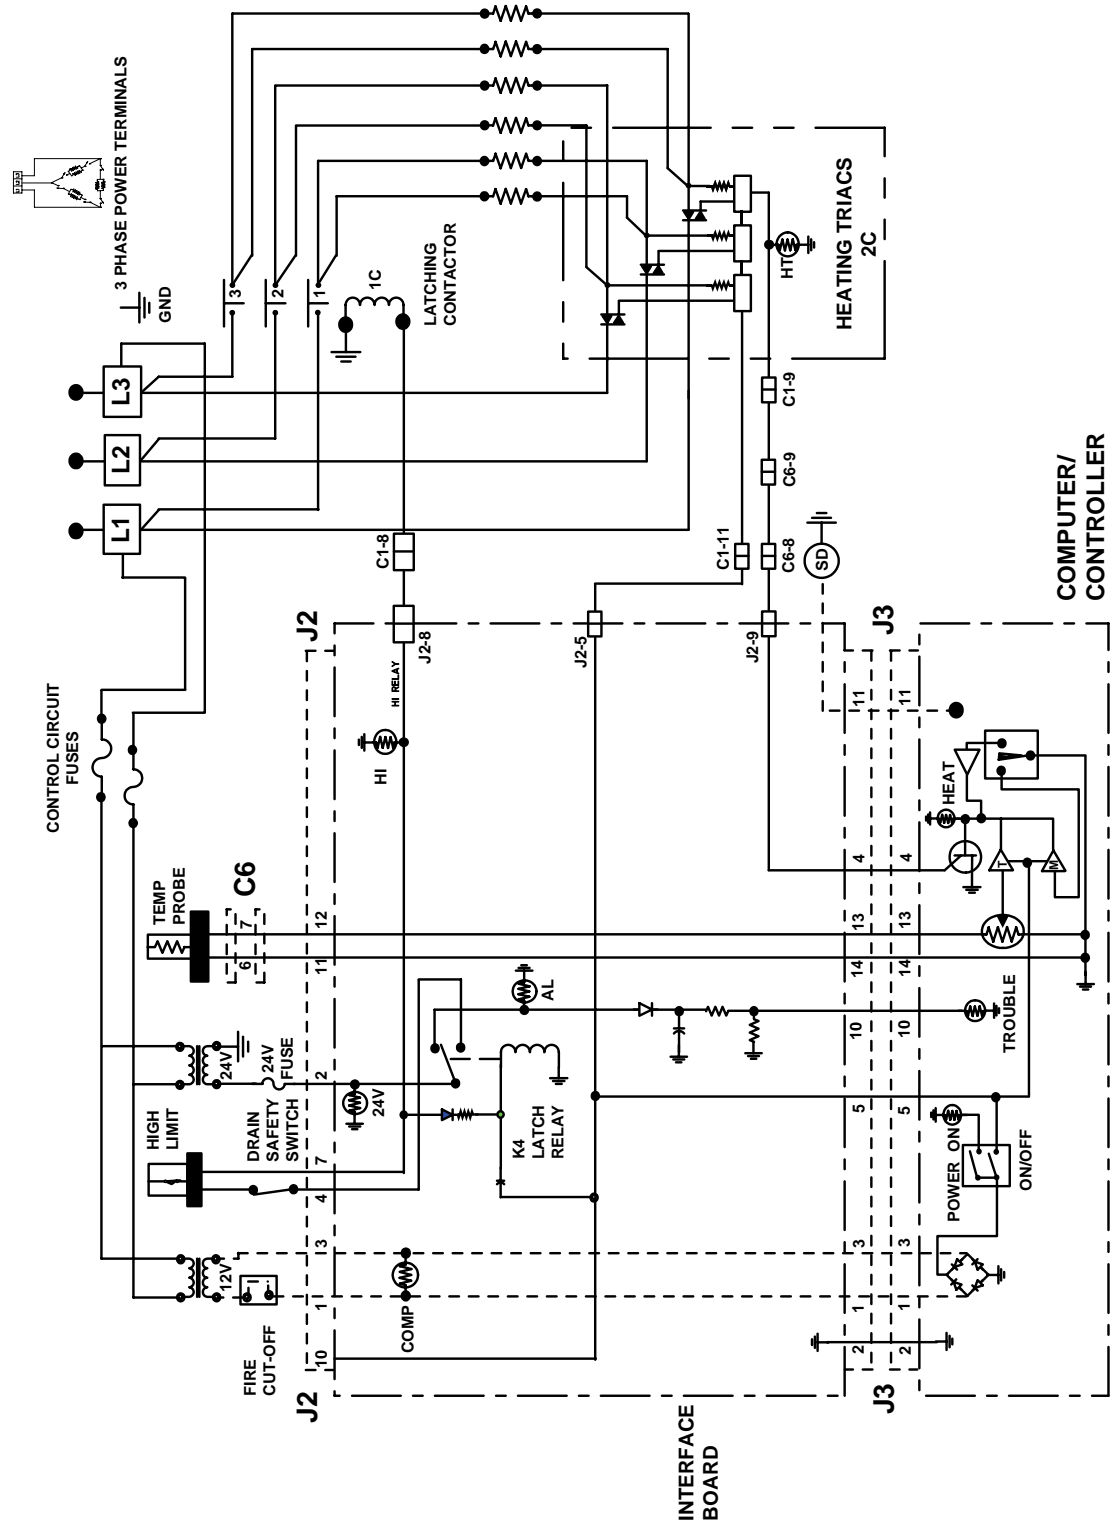 3 PHASE POWER TERMINALS
GND
L3
L2
L1
3
2
1
1C
LATCHING
CONTACTOR
HEATING TRIACS
2C
HT
C1-9
C6-9
C6-8
C1-11
C1-8
SD
CONTROL CIRCUIT
FUSES
TEMP
PROBE
C6
6
7
24V
24V
FUSE
HIGH
LIMIT
DRAIN
SAFETY
SWITCH
12V
FIRE
CUT-OFF
J2
J2
10
1
3
4
7
2
11
12
J2-8
HI RELAY
J2-5
J2-9
HI
AL
24V
K4
LATCH
RELAY
COMP
INTERFACE
BOARD
J3
J3
2
1
3
5
10
14
13
4
11
2
1
3
5
10
14
13
4
11
HEAT
T
M
TROUBLE
POWER ON
ON/OFF
COMPUTER/
CONTROLLER